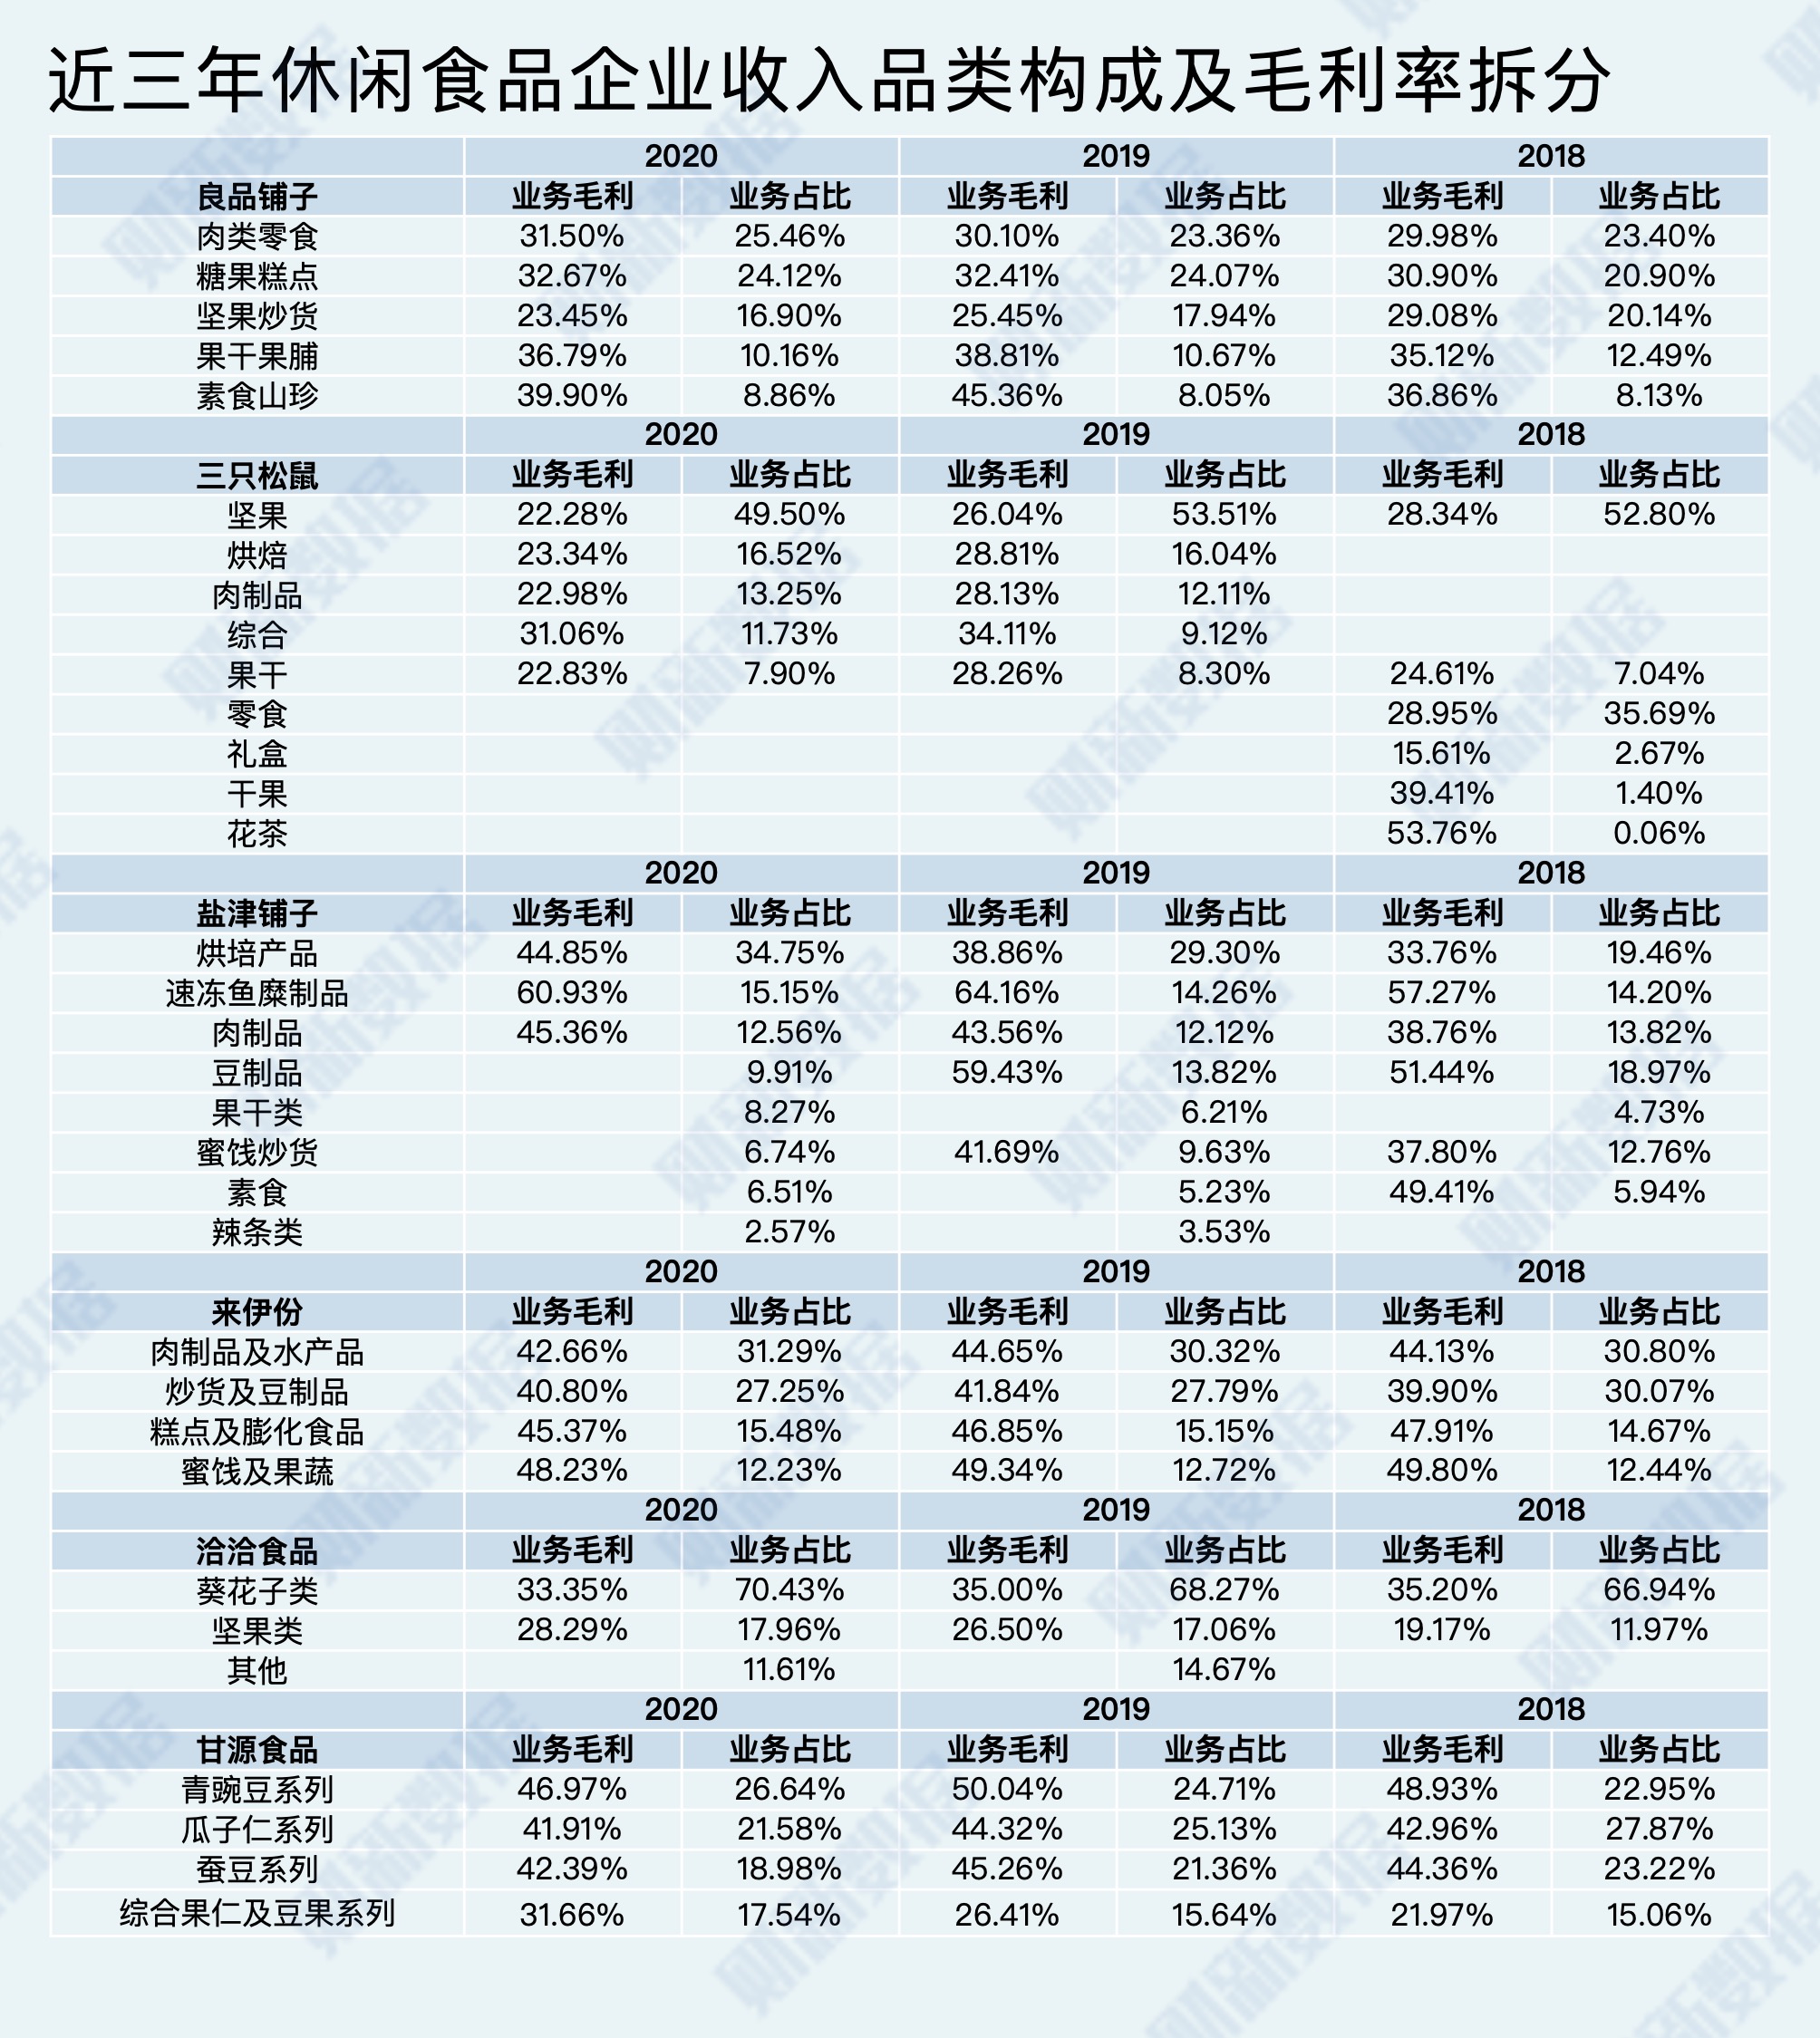 近三年休闲食品企业收入品类构成及毛利率拆分
2020 2019 2018
良品铺子 业务毛利 业务占比 业务毛利 业务占比 业务毛利 业务占比
肉类零食 31.50% 25.46% 30.10% 23.36% 29.98% 23.40%
糖果糕点 32.67% 24.12% 32.41% 24.07% 30.90% 20.90%
坚果炒货 23.45% 16.90% 25.45% 17.94% 29.08% 20.14%
果干果脯 36.79% 10.16% 38.81% 10.67% 35.12% 12.49%
素食山珍 39.90% 8.86% 45.36% 8.05% 36.86% 8.13%
2020 2019 2018
三只松鼠 业务毛利 业务占比 业务毛利 业务占比 业务毛利 业务占比
坚果 22.28% 49.50% 26.04% 53.51% 28.34% 52.80%
烘焙 23.34% 16.52% 28.81% 16.04%
肉制品 22.98% 13.25% 28.13% 12.11%
综合 31.06% 11.73% 34.11% 9.12%
果干 22.83% 7.90% 28.26% 8.30% 24.61% 7.04%
零食 28.95% 35.69%
礼盒 15.61% 2.67%
干果 39.41% 1.40%
花茶 53.76% 0.06%
2020 2019 2018
盐津铺子 业务毛利 业务占比 业务毛利 业务占比 业务毛利 业务占比
烘培产品 44.85% 34.75% 38.86% 29.30% 33.76% 19.46%
速冻鱼糜制品 60.93% 15.15% 64.16% 14.26% 57.27% 14.20%
肉制品 45.36% 12.56% 43.56% 12.12% 38.76% 13.82%
豆制品 9.91% 59.43% 13.82% 51.44% 18.97%
果干类 8.27% 6.21% 4.73%
蜜饯炒货 6.74% 41.69% 9.63% 37.80% 12.76%
素食 6.51% 5.23% 49.41% 5.94%
辣条类 2.57% 3.53%
2020 2019 2018
来伊份 业务毛利 业务占比 业务毛利 业务占比 业务毛利 业务占比
肉制品及水产品 42.66% 31.29% 44.65% 30.32% 44.13% 30.80%
炒货及豆制品 40.80% 27.25% 41.84% 27.79% 39.90% 30.07%
糕点及膨化食品 45.37% 15.48% 46.85% 15.15% 47.91% 14.67%
蜜饯及果蔬 48.23% 12.23% 49.34% 12.72% 49.80% 12.44%
2020 2019 2018
洽洽食品 业务毛利 业务占比 业务毛利 业务占比 业务毛利 业务占比
葵花子类 33.35% 70.43% 35.00% 68.27% 35.20% 66.94%
坚果类 28.29% 17.96% 26.50% 17.06% 19.17% 11.97%
其他 11.61% 14.67%
2020 2019 2018
甘源食品 业务毛利 业务占比 业务毛利 业务占比 业务毛利 业务占比
青豌豆系列 46.97% 26.64% 50.04% 24.71% 48.93% 22.95%
瓜子仁系列 41.91% 21.58% 44.32% 25.13% 42.96% 27.87%
蚕豆系列 42.39% 18.98% 45.26% 21.36% 44.36% 23.22%
综合果仁及豆果系列 31.66% 17.54% 26.41% 15.64% 21.97% 15.06%
财新数据